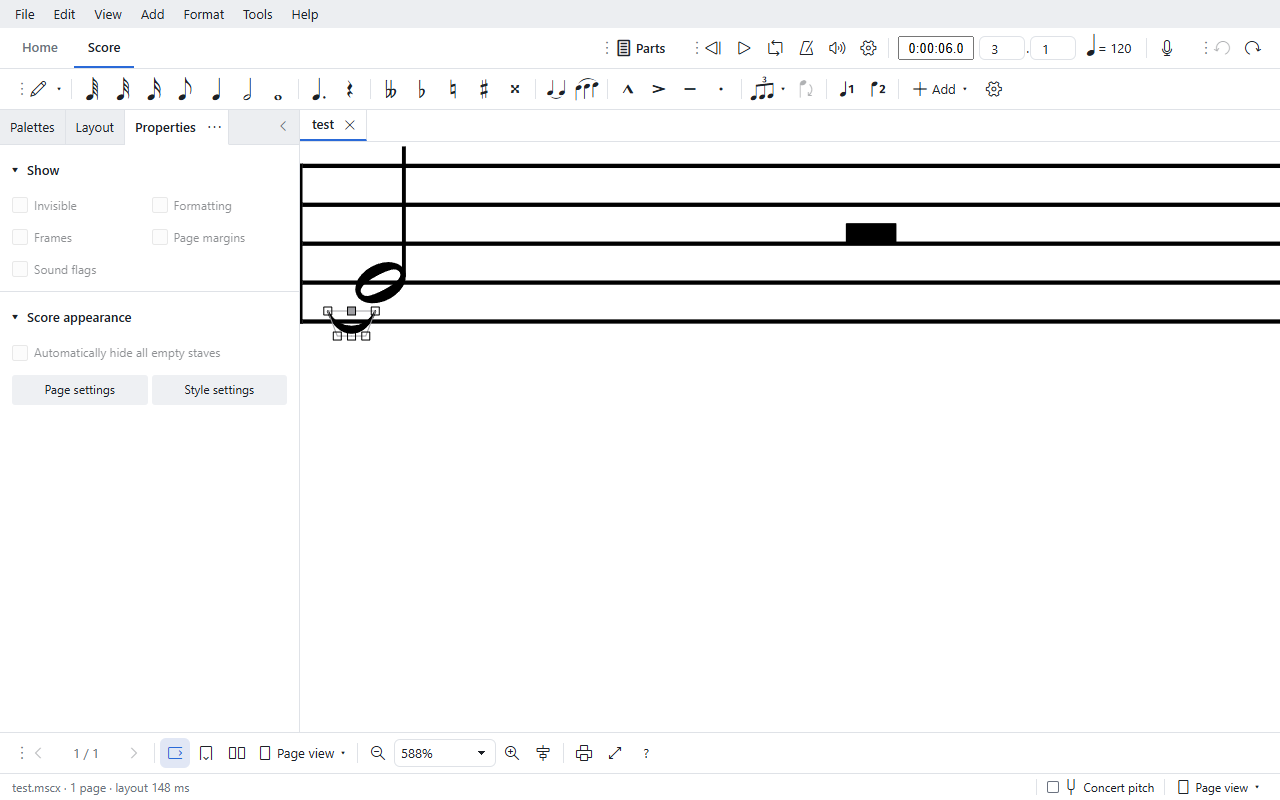 File Edit View Add Format Tools Help
Home Score Parts 0:00:06.0 3 . 1 = 120
3 1 2 Add
Palettes Layout Properties ··· test
Show
Invisible Formatting
Frames Page margins
Sound flags
Score appearance
Automatically hide all empty staves
Page settings Style settings
1 / 1 Page view 588% ?
test.mscx · 1 page · layout 148 ms Concert pitch Page view